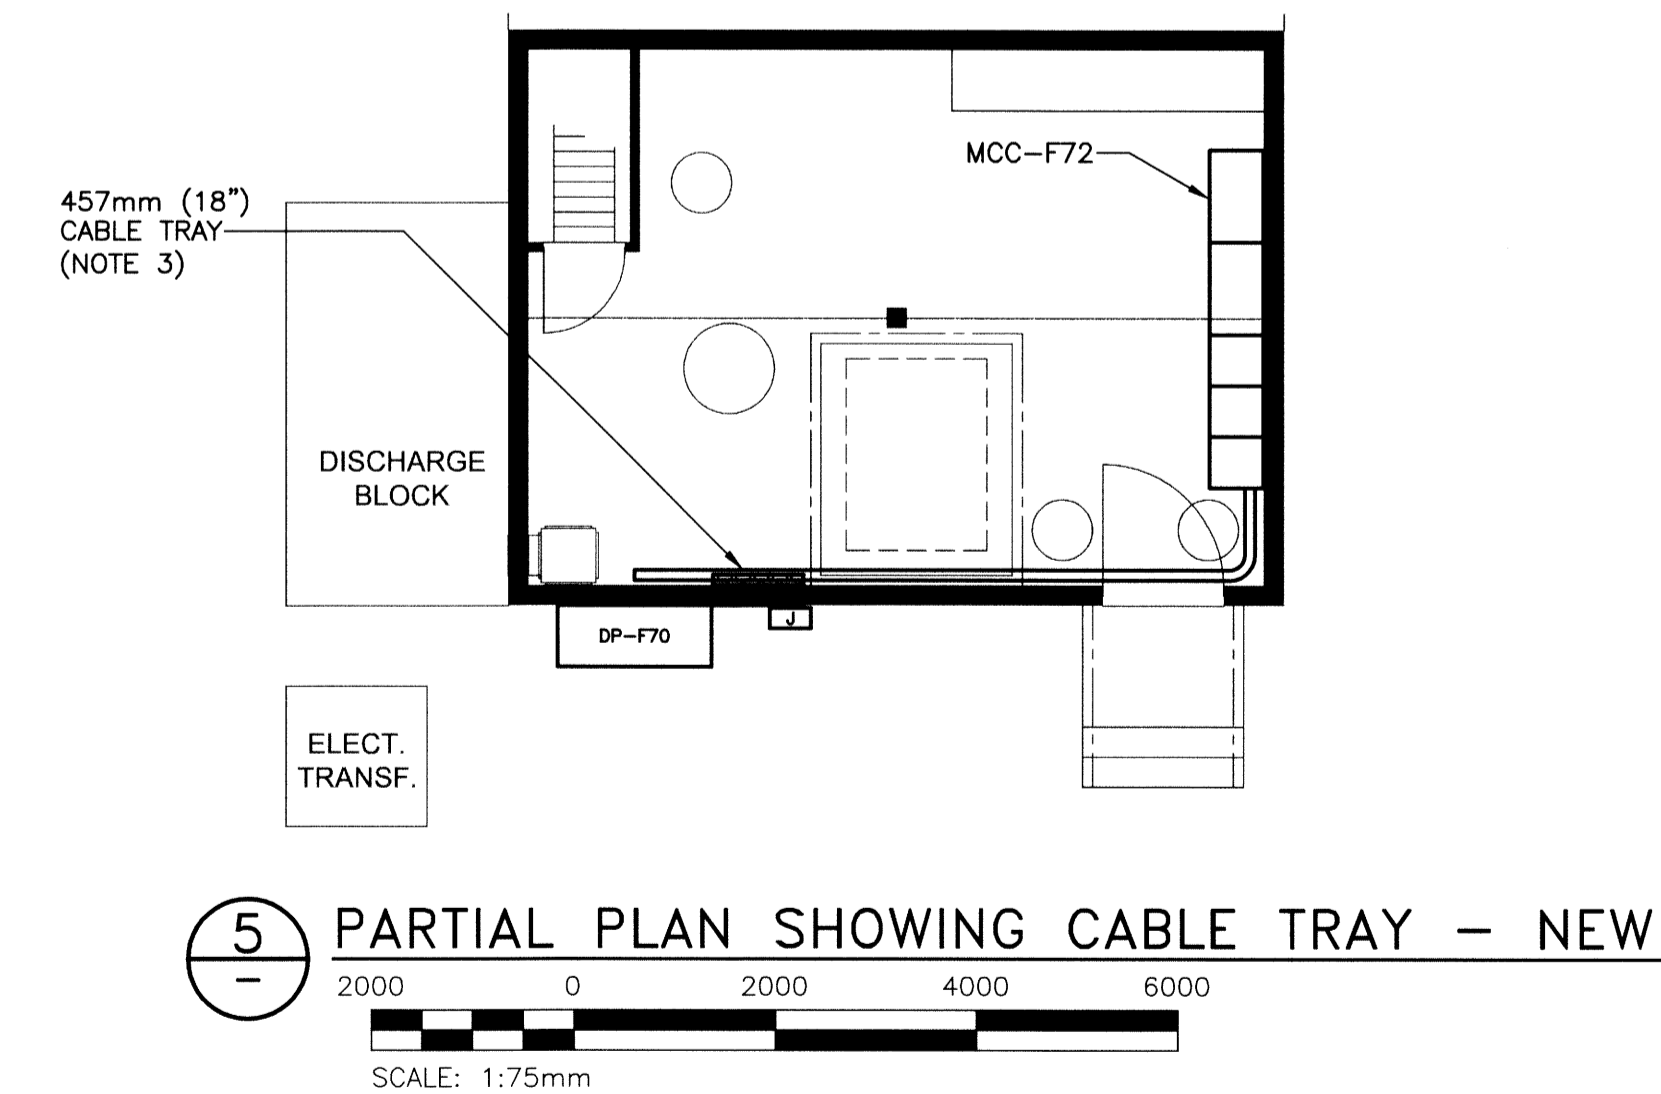 MCC-F72
457mm (18")
CABLE TRAY
(NOTE 3)
DISCHARGE
BLOCK
J
DP-F70
ELECT.
TRANSF.
5
-
PARTIAL PLAN SHOWING CABLE TRAY - NEW
2000 0 2000 4000 6000
SCALE: 1:75mm